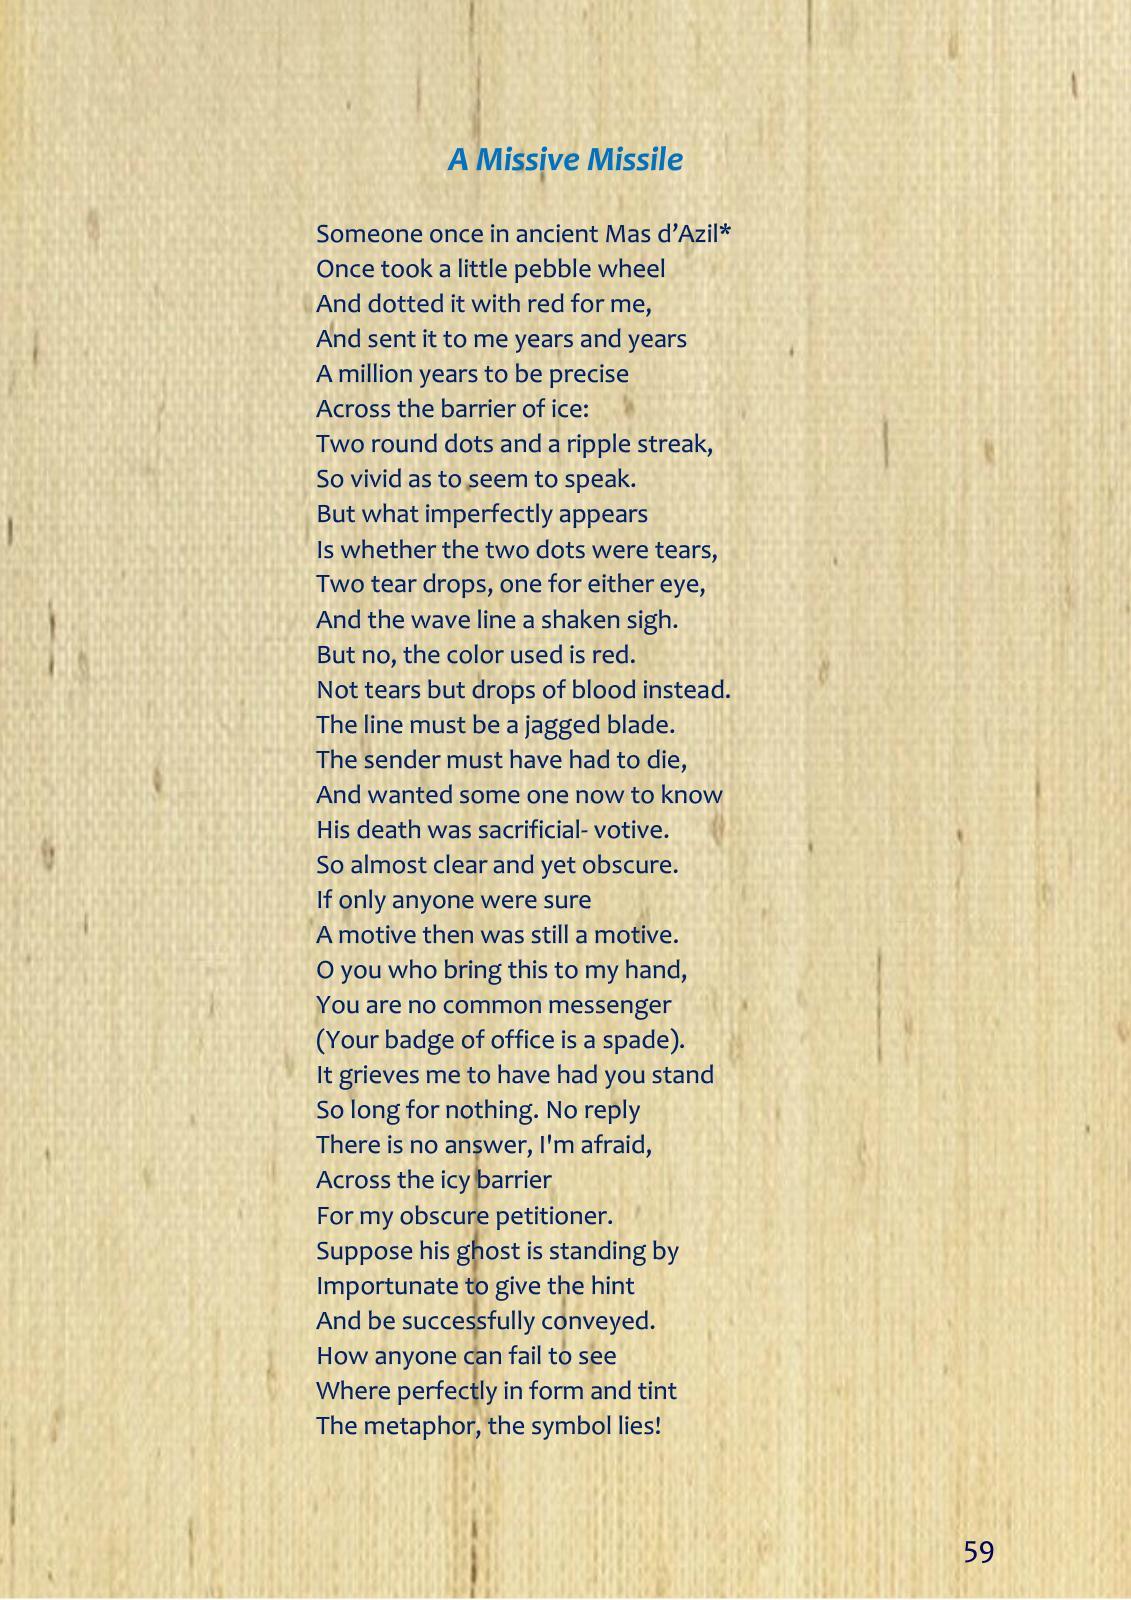 A Missive Missile
Someone once in ancient Mas d’Azil*
Once took a little pebble wheel
And dotted it with red for me,
And sent it to me years and years
A million years to be precise
Across the barrier of ice:
Two round dots and a ripple streak,
So vivid as to seem to speak.
But what imperfectly appears
Is whether the two dots were tears,
Two tear drops, one for either eye,
And the wave line a shaken sigh.
But no, the color used is red.
Not tears but drops of blood instead.
The line must be a jagged blade.
The sender must have had to die,
And wanted some one now to know
His death was sacrificial- votive.
So almost clear and yet obscure.
If only anyone were sure
A motive then was still a motive.
O you who bring this to my hand,
You are no common messenger
(Your badge of office is a spade).
It grieves me to have had you stand
So long for nothing. No reply
There is no answer, I'm afraid,
Across the icy barrier
For my obscure petitioner.
Suppose his ghost is standing by
Importunate to give the hint
And be successfully conveyed.
How anyone can fail to see
Where perfectly in form and tint
The metaphor, the symbol lies!
59